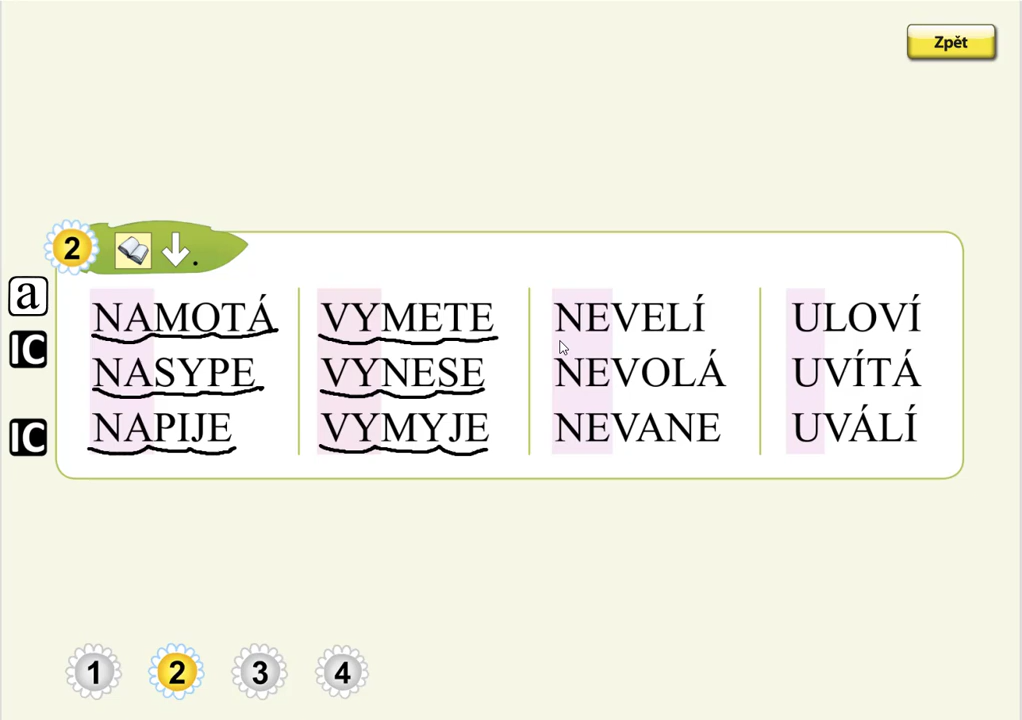 Zpět
2 .
a
NAMOTÁ VYMETE NEVELÍ ULOVÍ
IC
NASYPE VYNESE NEVOLÁ UVÍTÁ
IC
NAPIJE VYMYJE NEVANE UVÁLÍ
1 2 3 4